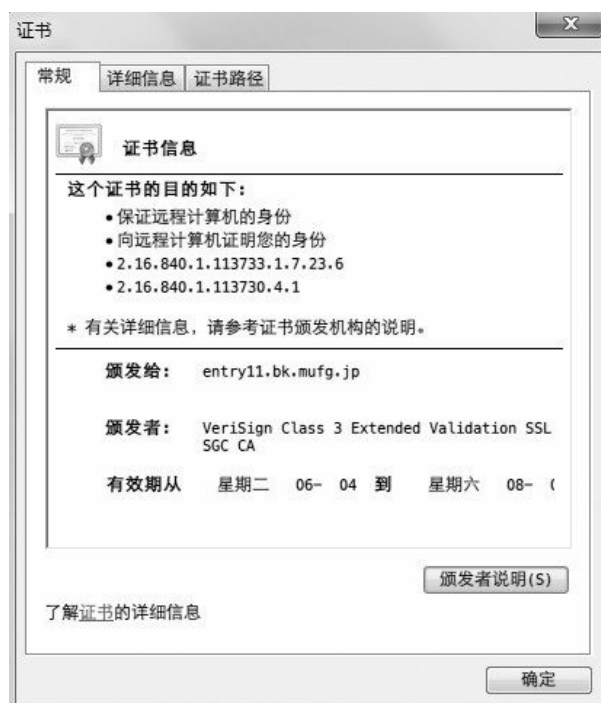 证书
常规 详细信息 证书路径
证书信息
这个证书的目的如下:
•保证远程计算机的身份
•向远程计算机证明您的身份
•2.16.840.1.113733.1.7.23.6
•2.16.840.1.113730.4.1
* 有关详细信息, 请参考证书颁发机构的说明。
颁发给: entry11.bk.mufg.jp
颁发者: VeriSign Class 3 Extended Validation SSL
SGC CA
有效期从 星期二 06- 04 到 星期六 08-
颁发者说明(S)
了解证书的详细信息
确定